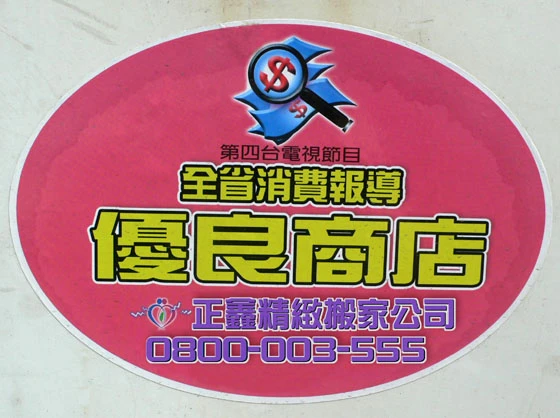 $
$
第四台電視節目
全省消費報導
優良商店
正鑫精緻搬家公司
0800-003-555